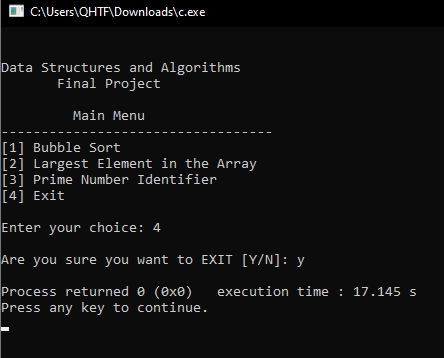 C:\Users\QHTF\Downloads\c.exe
Data Structures and Algorithms
Final Project
Main Menu
----------------------------------
[1] Bubble Sort
[2] Largest Element in the Array
[3] Prime Number Identifier
[4] Exit
Enter your choice: 4
Are you sure you want to EXIT [Y/N]: y
Process returned 0 (0x0)   execution time : 17.145 s
Press any key to continue.